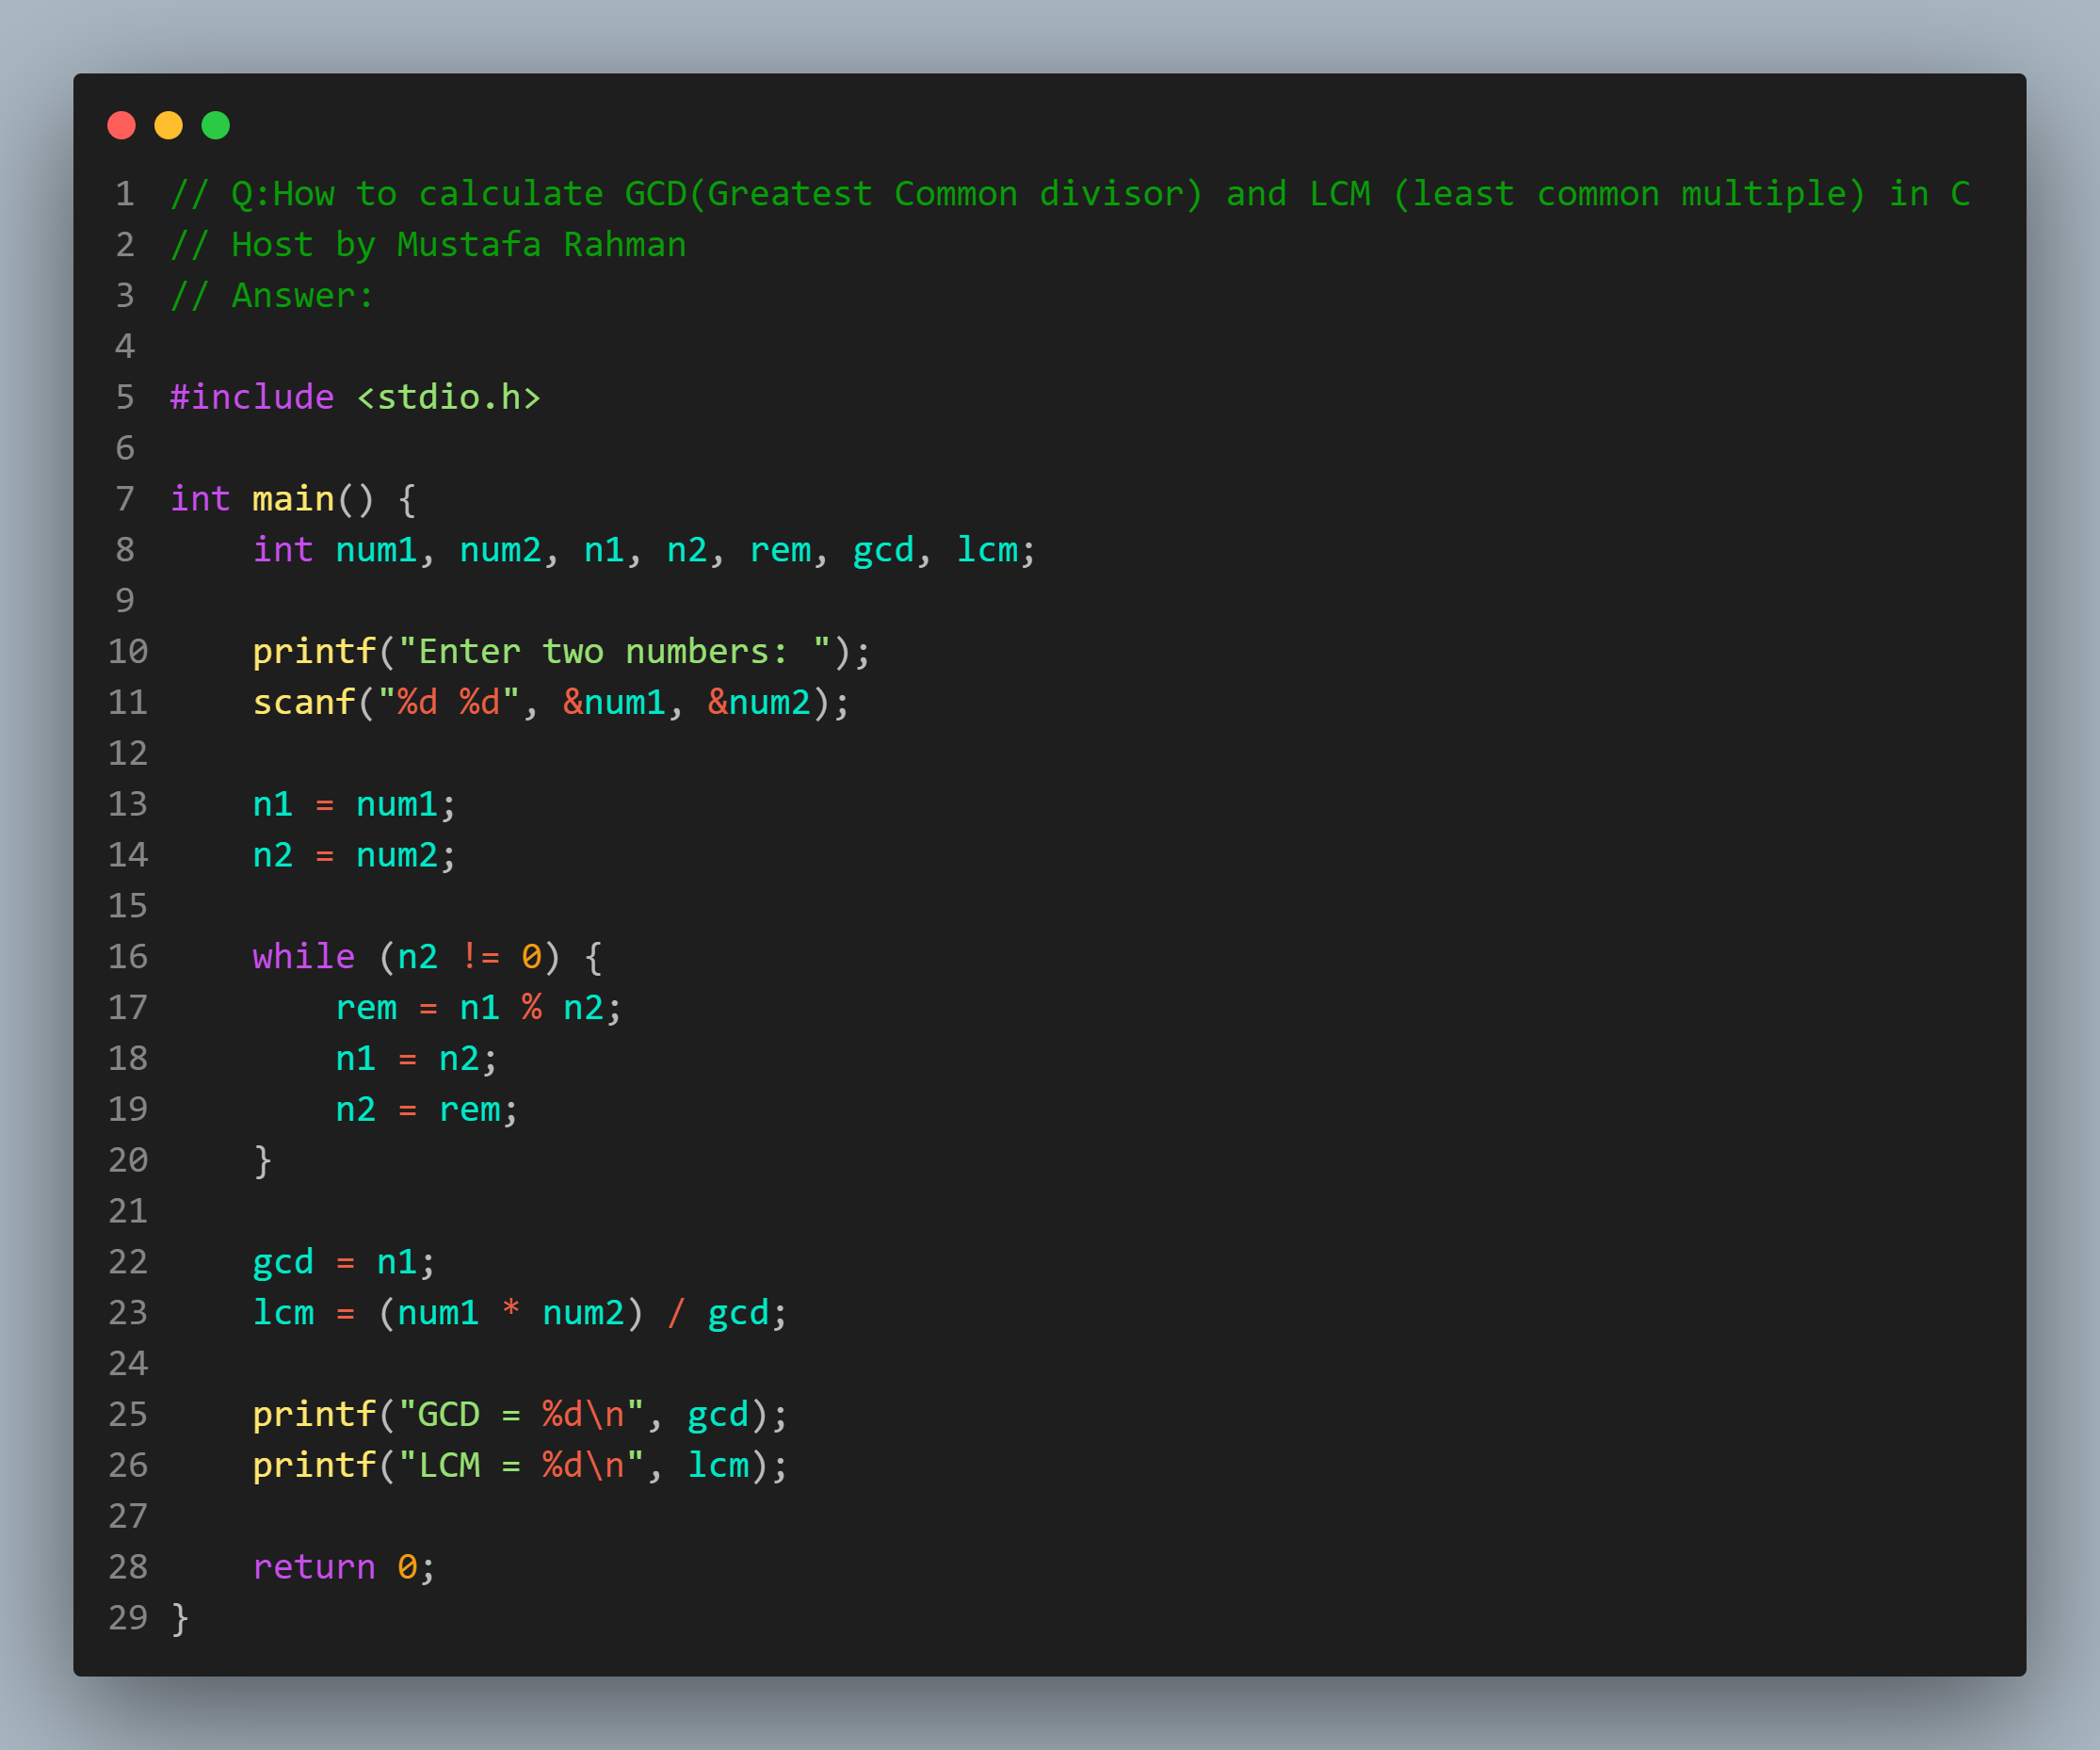 1 // Q:How to calculate GCD(Greatest Common divisor) and LCM (least common multiple) in C
2 // Host by Mustafa Rahman
3 // Answer:
4
5 #include <stdio.h>
6
7 int main() {
8     int num1, num2, n1, n2, rem, gcd, lcm;
9
10     printf("Enter two numbers: ");
11     scanf("%d %d", &num1, &num2);
12
13     n1 = num1;
14     n2 = num2;
15
16     while (n2 != 0) {
17         rem = n1 % n2;
18         n1 = n2;
19         n2 = rem;
20     }
21
22     gcd = n1;
23     lcm = (num1 * num2) / gcd;
24
25     printf("GCD = %d\n", gcd);
26     printf("LCM = %d\n", lcm);
27
28     return 0;
29 }